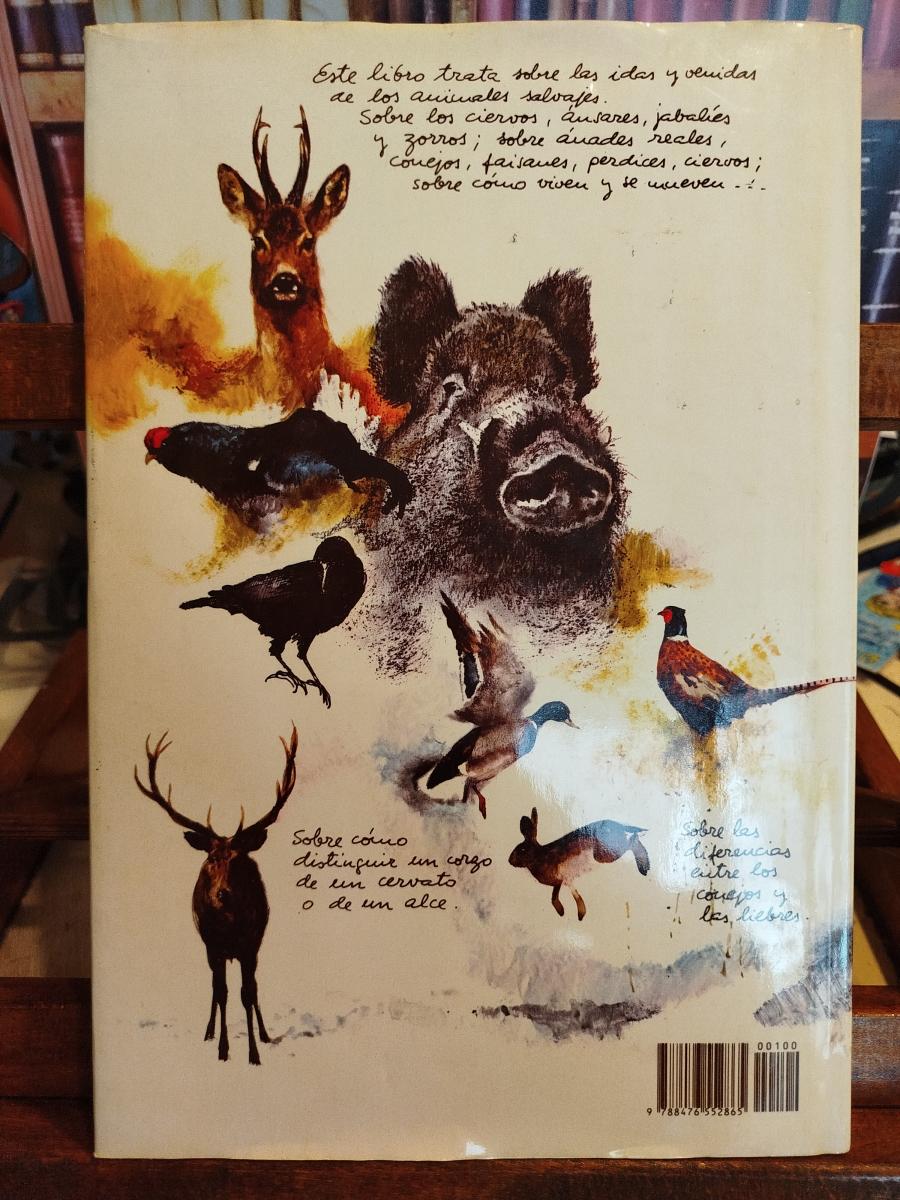 Este libro trata sobre las idas y venidas
de los animales salvajes.
Sobre los ciervos, ánsares, jabalíes
y zorros; sobre ánades reales,
conejos, faisanes, perdices, ciervos;
sobre cómo viven y se mueven ...
Sobre cómo
distinguir un corzo
de un cervato
o de un alce.
Sobre las
diferencias
entre los
conejos y
las liebres.
00100
9 788476 552865